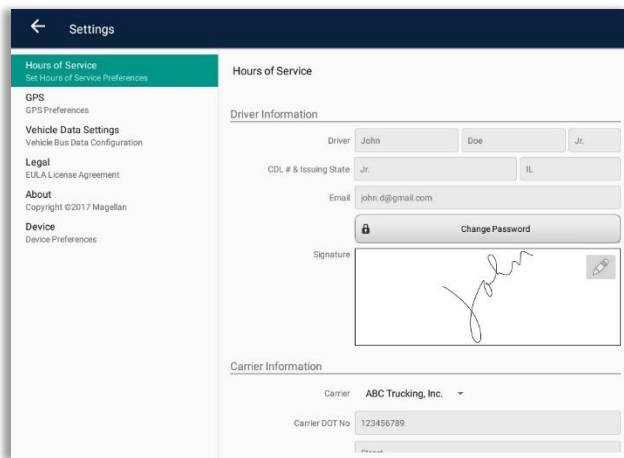 Settings
Hours of Service
Set Hours of Service Preferences
GPS
GPS Preferences
Vehicle Data Settings
Vehicle Bus Data Configuration
Legal
EULA License Agreement
About
Copyright ©2017 Magellan
Device
Device Preferences
Hours of Service
Driver Information
Driver John Doe Jr.
CDL # & Issuing State Jr. IL
Email john.d@gmail.com
Change Password
Signature
John
Carrier Information
Carrier ABC Trucking, Inc.
Carrier DOT No 123456789
Street